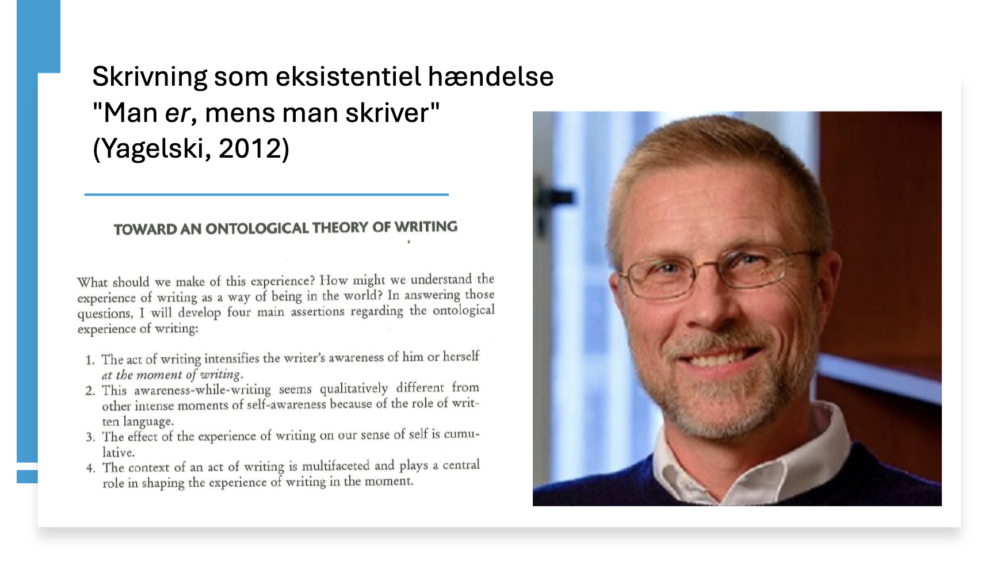 Skrivning som eksistentiel hændelse
"Man er, mens man skriver"
(Yagelski, 2012)
TOWARD AN ONTOLOGICAL THEORY OF WRITING
What should we make of this experience? How might we understand the
experience of writing as a way of being in the world? In answering those
questions, I will develop four main assertions regarding the ontological
experience of writing:
1. The act of writing intensifies the writer's awareness of him or herself
at the moment of writing.
2. This awareness-while-writing seems qualitatively different from
other intense moments of self-awareness because of the role of writ-
ten language.
3. The effect of the experience of writing on our sense of self is cumu-
lative.
4. The context of an act of writing is multifaceted and plays a central
role in shaping the experience of writing in the moment.